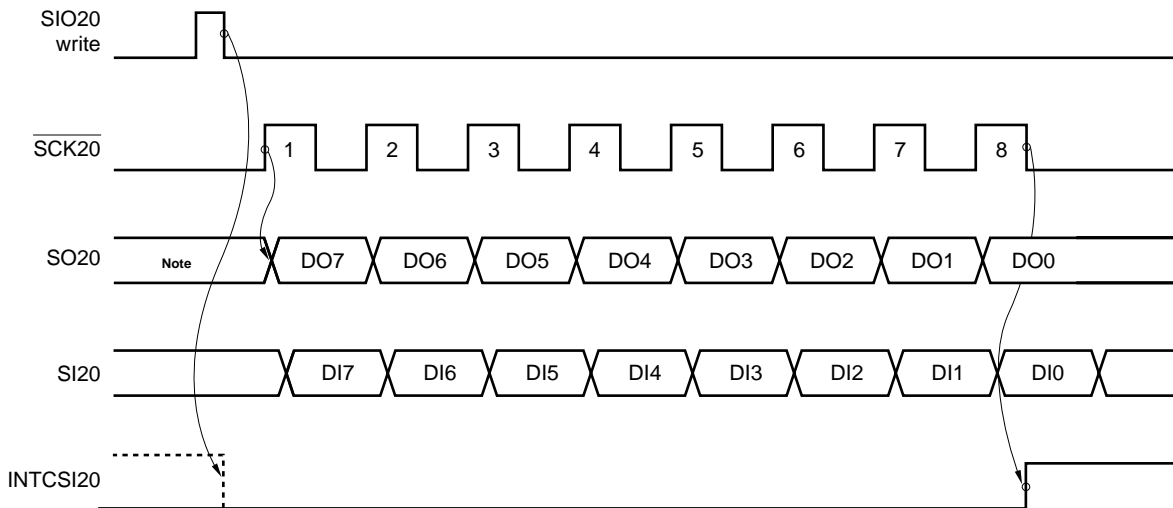 SIO20
write
SCK20
1 2 3 4 5 6 7 8
SO20
Note DO7 DO6 DO5 DO4 DO3 DO2 DO1 DO0
SI20
DI7 DI6 DI5 DI4 DI3 DI2 DI1 DI0
INTCSI20